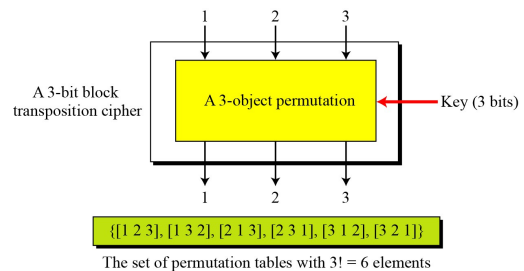 1 2 3
A 3-bit block
transposition cipher
A 3-object permutation
Key (3 bits)
1 2 3
{[1 2 3], [1 3 2], [2 1 3], [2 3 1], [3 1 2], [3 2 1]}
The set of permutation tables with 3! = 6 elements